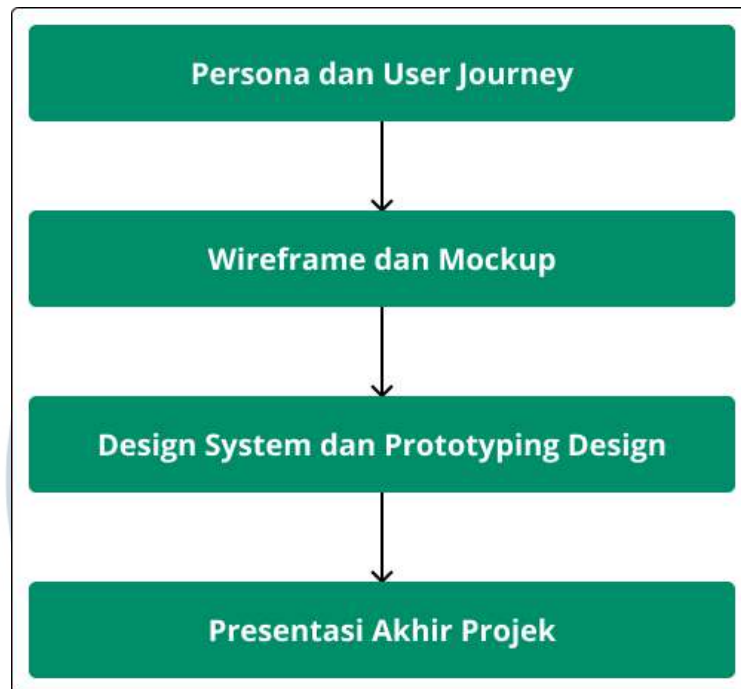 Persona dan User Journey
Wireframe dan Mockup
Design System dan Prototyping Design
Presentasi Akhir Projek